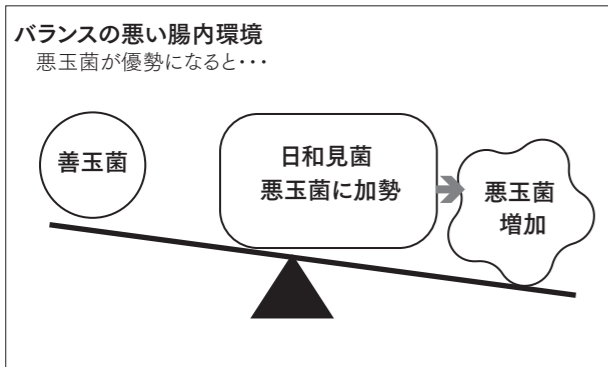 バランスの悪い腸内環境
悪玉菌が優勢になると・・・
善玉菌
日和見菌
悪玉菌に加勢
悪玉菌
増加